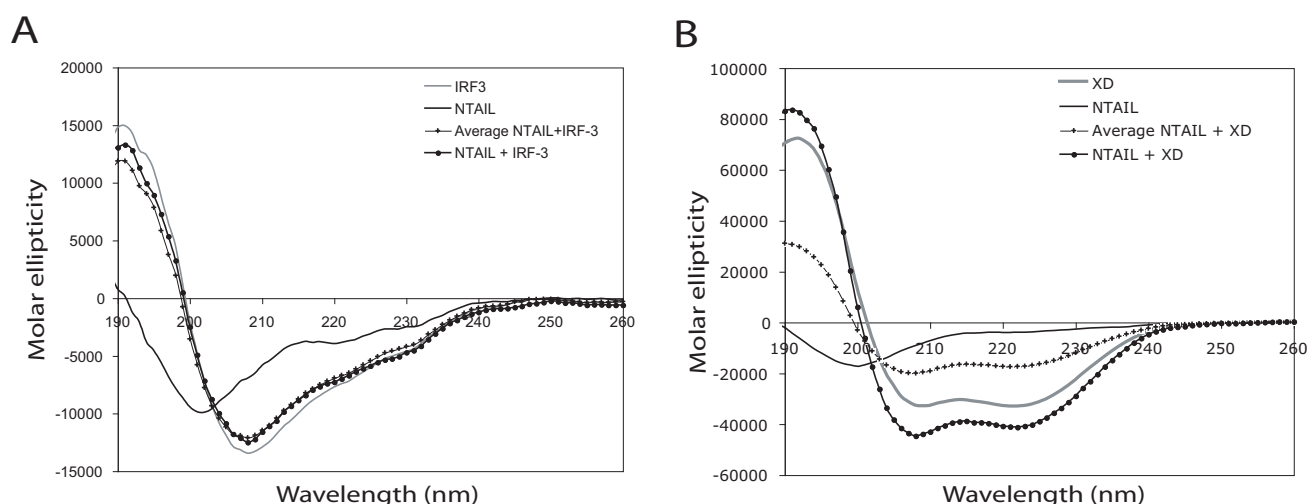 A
20000
15000
10000
5000
0
-5000
-10000
-15000
190 200 210 220 230 240 250 260
Molar ellipticity
Wavelength (nm)
IRF3
NTAIL
Average NTAIL+IRF-3
NTAIL + IRF-3
B
100000
80000
60000
40000
20000
0
-20000
-40000
-60000
190 200 210 220 230 240 250 260
Molar ellipticity
Wavelength (nm)
XD
NTAIL
Average NTAIL + XD
NTAIL + XD